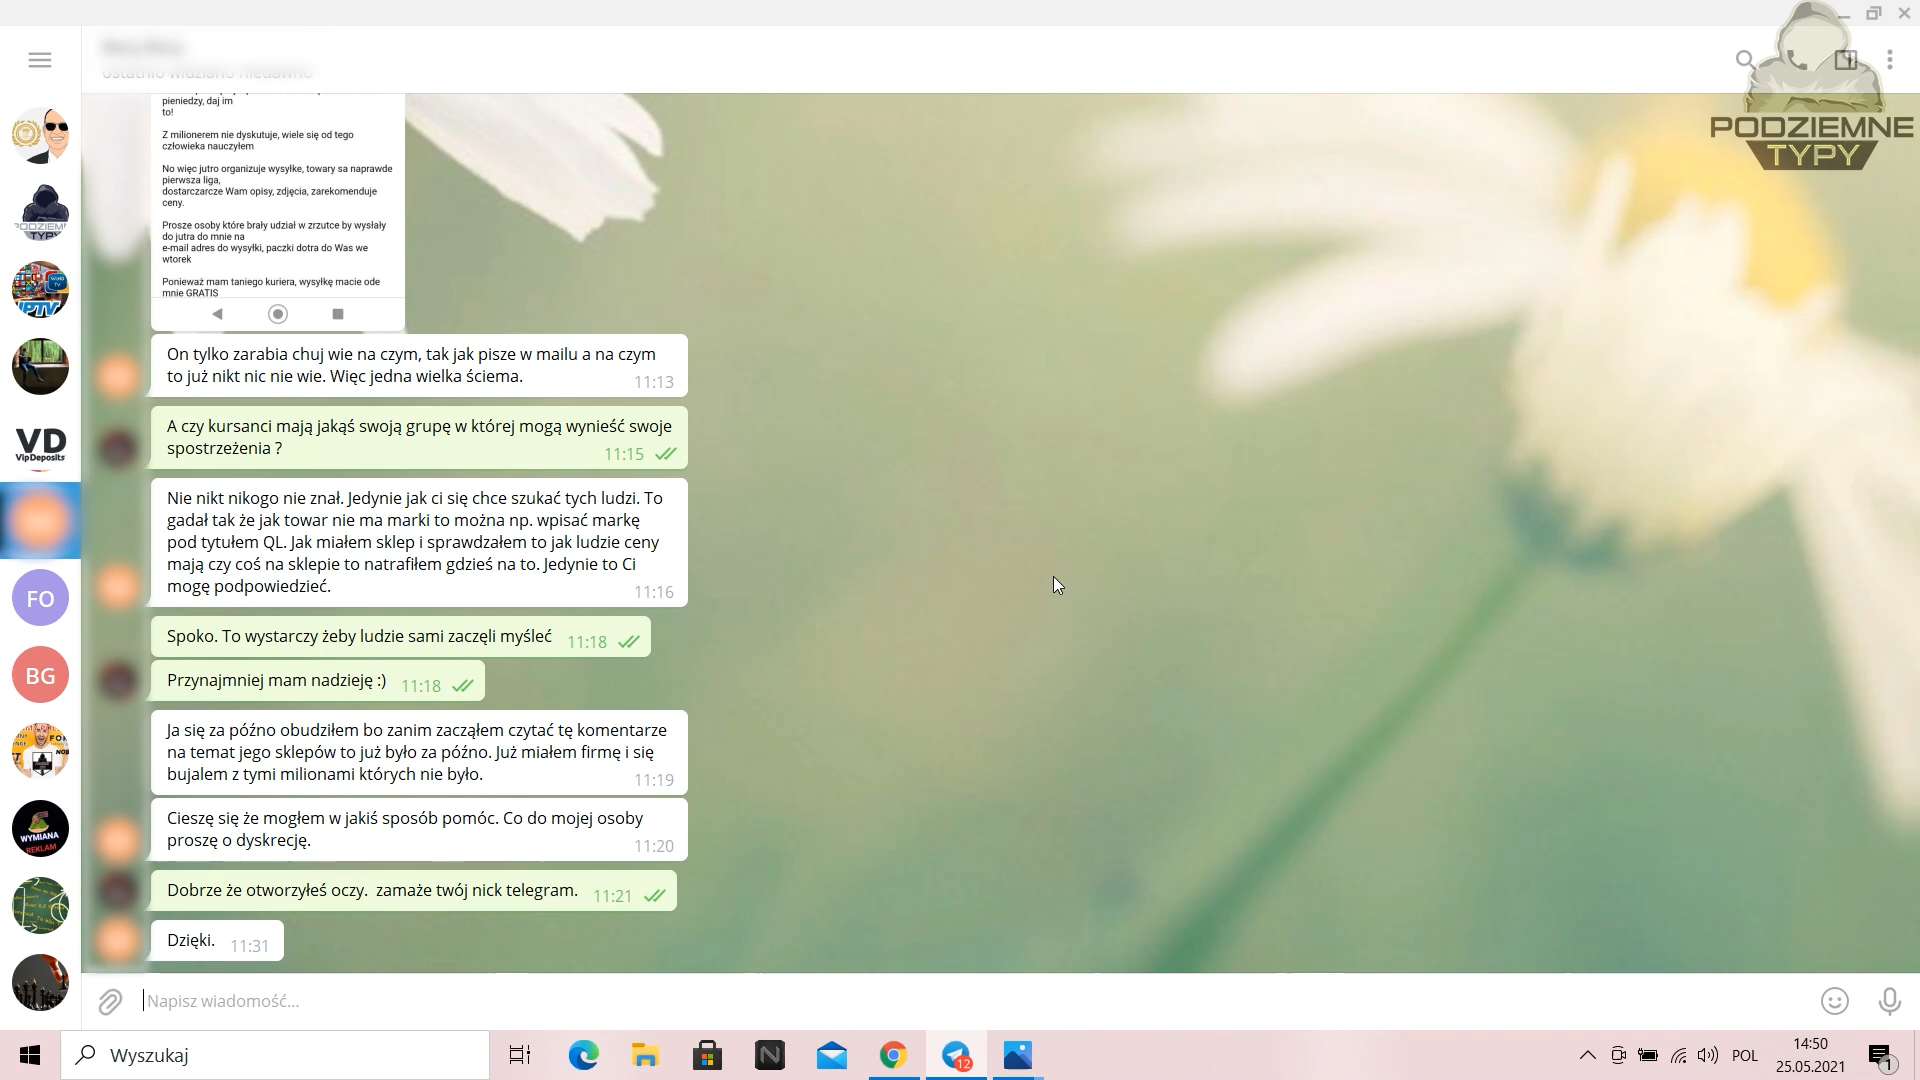 ostatnio widziano niedawno
PODZIEMNE
TYPY
pieniedzy, daj im
to!
Z milionerem nie dyskutuje, wiele się od tego
człowieka nauczyłem
No więc jutro organizuje wysyłke, towary sa naprawde
pierwsza liga,
dostarczarcze Wam opisy, zdjęcia, zarekomenduje
ceny.
Prosze osoby które brały udział w zrzutce by wysłały
do jutra do mnie na
e-mail adres do wysyłki, paczki dotra do Was we
wtorek
Ponieważ mam taniego kuriera, wysyłkę macie ode
mnie GRATIS
On tylko zarabia chuj wie na czym, tak jak pisze w mailu a na czym
to już nikt nic nie wie. Więc jedna wielka ściema.
11:13
A czy kursanci mają jakąś swoją grupę w której mogą wynieść swoje
spostrzeżenia ?
11:15
Nie nikt nikogo nie znał. Jedynie jak ci się chce szukać tych ludzi. To
gadał tak że jak towar nie ma marki to można np. wpisać markę
pod tytułem QL. Jak miałem sklep i sprawdzałem to jak ludzie ceny
mają czy coś na sklepie to natrafiłem gdzieś na to. Jedynie to Ci
mogę podpowiedzieć.
11:16
Spoko. To wystarczy żeby ludzie sami zaczęli myśleć 11:18
Przynajmniej mam nadzieję :) 11:18
Ja się za późno obudziłem bo zanim zacząłem czytać tę komentarze
na temat jego sklepów to już było za późno. Już miałem firmę i się
bujalem z tymi milionami których nie było.
11:19
Cieszę się że mogłem w jakiś sposób pomóc. Co do mojej osoby
proszę o dyskrecję.
11:20
Dobrze że otworzyłeś oczy.  zamaże twój nick telegram. 11:21
Dzięki. 11:31
Napisz wiadomość...
PODZIEM
TYPY
World
TV
IPTV
VD
VipDeposits
FO
BG
WYMIANA
REKLAM
Wyszukaj
N
12
POL
14:50
25.05.2021
1